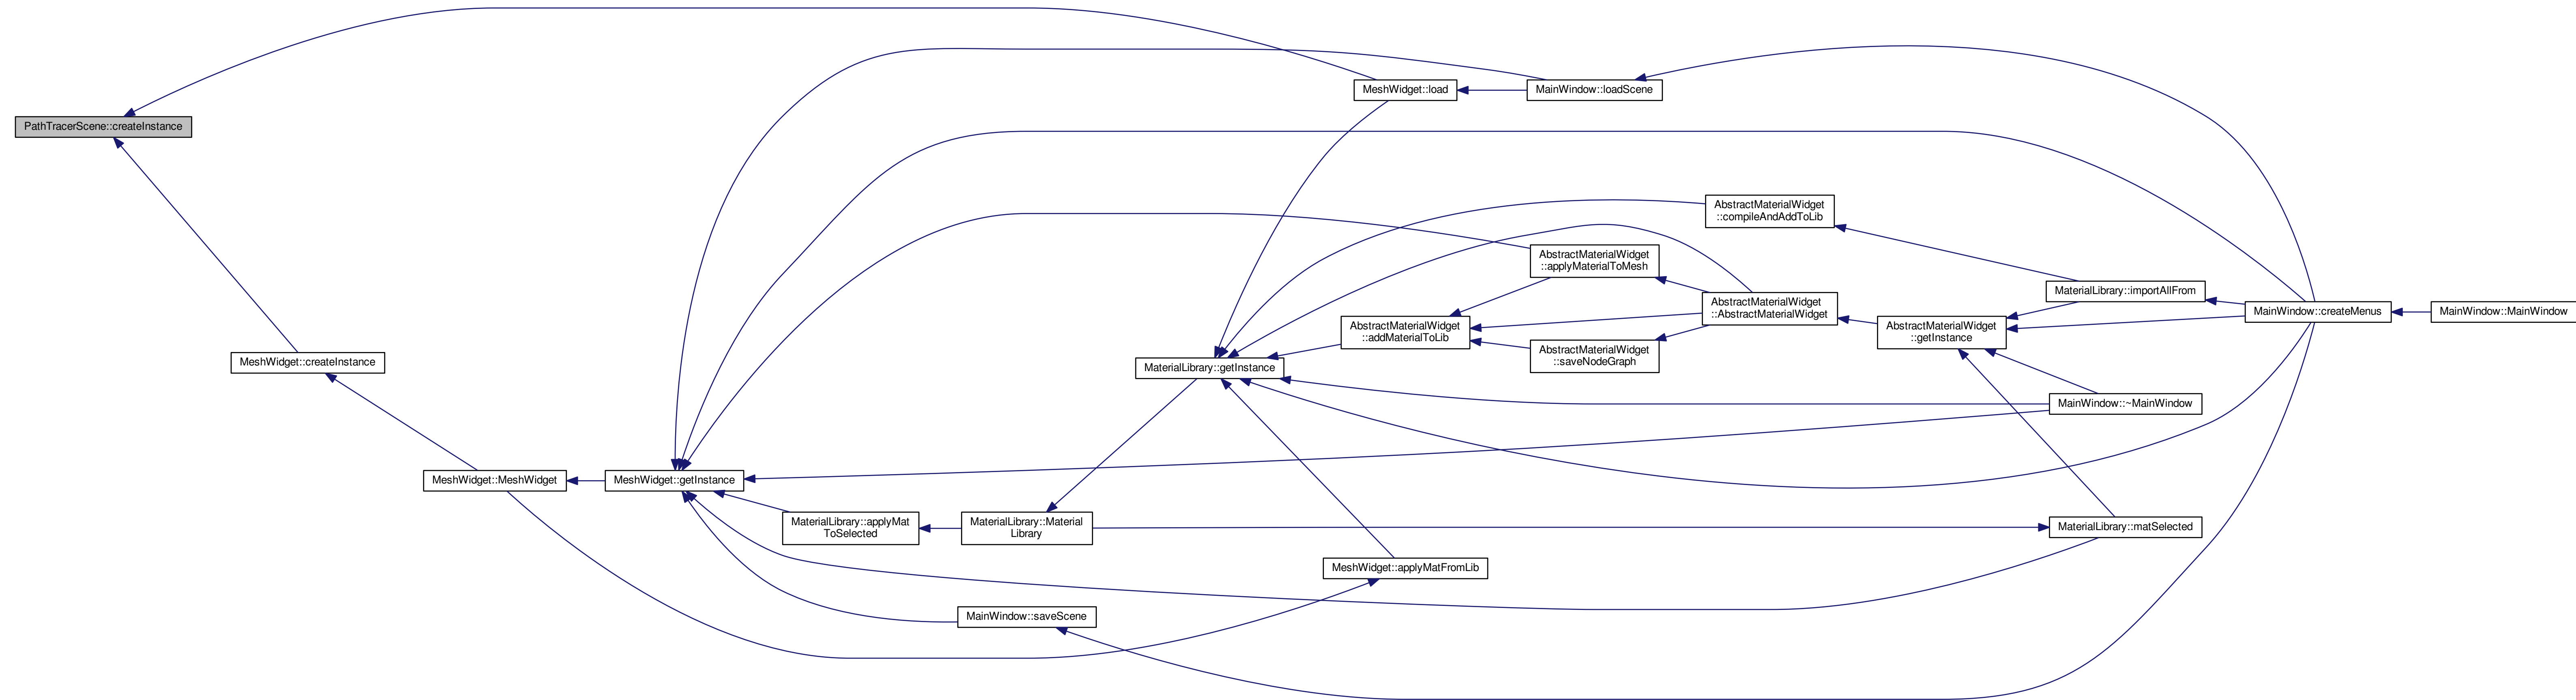 MeshWidget::load
MainWindow::loadScene
PathTracerScene::createInstance
AbstractMaterialWidget
::compileAndAddToLib
AbstractMaterialWidget
::applyMaterialToMesh
MaterialLibrary::importAllFrom
AbstractMaterialWidget
::AbstractMaterialWidget
MainWindow::createMenus
MainWindow::MainWindow
AbstractMaterialWidget
::addMaterialToLib
AbstractMaterialWidget
::getInstance
AbstractMaterialWidget
::saveNodeGraph
MeshWidget::createInstance
MaterialLibrary::getInstance
MainWindow::~MainWindow
MeshWidget::MeshWidget
MeshWidget::getInstance
MaterialLibrary::applyMat
ToSelected
MaterialLibrary::Material
Library
MaterialLibrary::matSelected
MeshWidget::applyMatFromLib
MainWindow::saveScene